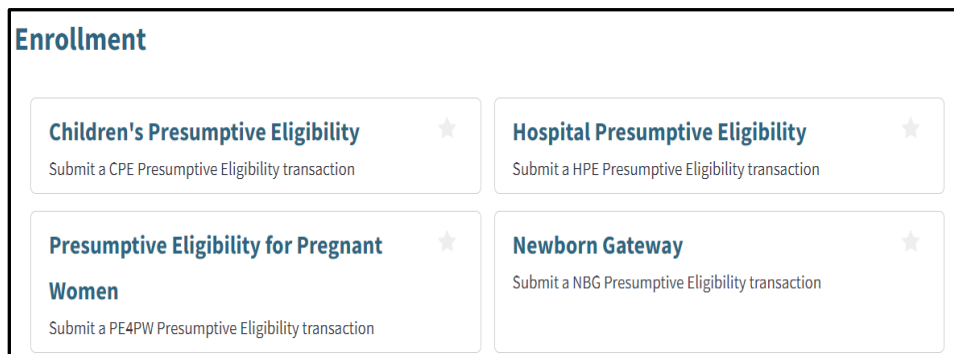 Enrollment
Children's Presumptive Eligibility
Submit a CPE Presumptive Eligibility transaction
Hospital Presumptive Eligibility
Submit a HPE Presumptive Eligibility transaction
Presumptive Eligibility for Pregnant
Women
Submit a PE4PW Presumptive Eligibility transaction
Newborn Gateway
Submit a NBG Presumptive Eligibility transaction